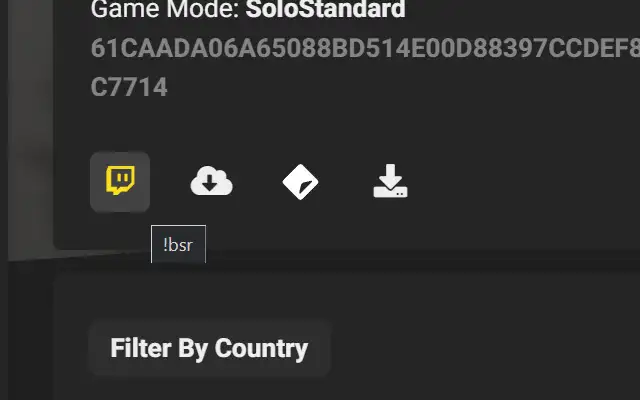 Game Mode: SoloStandard
61CAADA06A65088BD514E00D88397CCDEF8
C7714
!bsr
Filter By Country